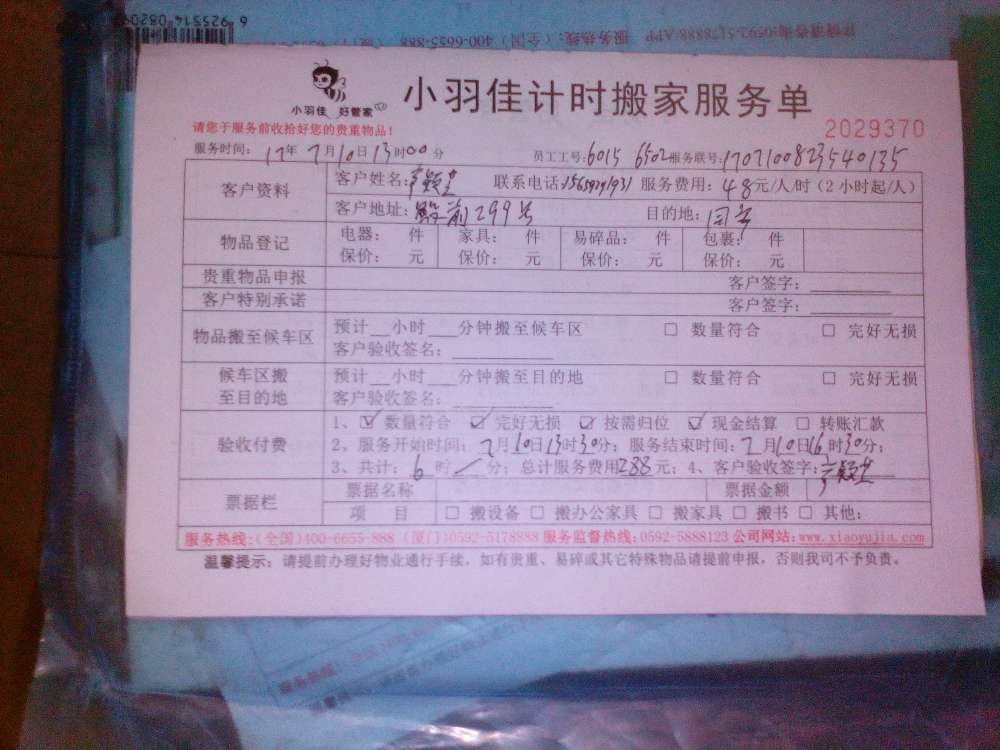 小羽佳 好管家
小羽佳计时搬家服务单
请您于服务前收拾好您的贵重物品！
2029370
服务时间：17年7月10日13时00分 员工工号：6015 6502 服务联号：1707100823540135
客户资料
客户姓名： 联系电话： 服务费用：48元/人/时（2小时起/人）
客户地址： 前299号 目的地：同安
物品登记
电器： 件 家具： 件 易碎品： 件 包裹： 件
保价： 元 保价： 元 保价： 元 保价： 元
贵重物品申报 客户签字：
客户特别承诺 客户签字：
物品搬至候车区
预计__小时___分钟搬至候车区 □ 数量符合 □ 完好无损
客户验收签名：
候车区搬至目的地
预计__小时___分钟搬至目的地 □ 数量符合 □ 完好无损
客户验收签名：
验收付费
1、☑ 数量符合 ☑ 完好无损 ☑ 按需归位 ☑ 现金结算 □ 转账汇款
2、服务开始时间：7月10日13时30分；服务结束时间：7月10日16时30分；
3、共计：6时/分；总计服务费用288元；4、客户验收签字：
票据栏
票据名称 票据金额
项 目 □ 搬设备 □ 搬办公家具 □ 搬家具 □ 搬书 □ 其他：
服务热线：(全国)400-6655-888 (厦门)0592-5178888 服务监督热线：0592-5888123 公司网站：www.xiaoyujia.com
温馨提示：请提前办理好物业通行手续，如有贵重、易碎或其它特殊物品请提前申报，否则我司不予负责。